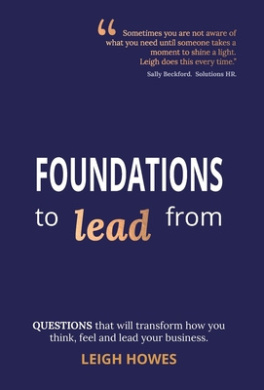 “ Sometimes you are not aware of
what you need until someone takes a
moment to shine a light.
Leigh does this every time.”
Sally Beckford. Solutions HR.
FOUNDATIONS
to lead from
QUESTIONS that will transform how you
think, feel and lead your business.
LEIGH HOWES